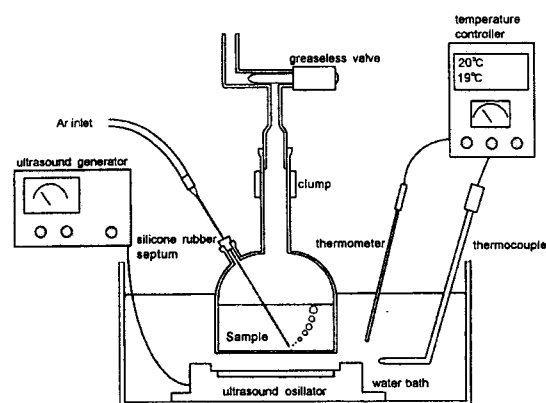 temperature
controller
20℃
19℃
greaseless valve
Ar inlet
ultrasound generator
clump
silicone rubber
septum
thermometer
thermocouple
Sample
water bath
ultrasound osillator